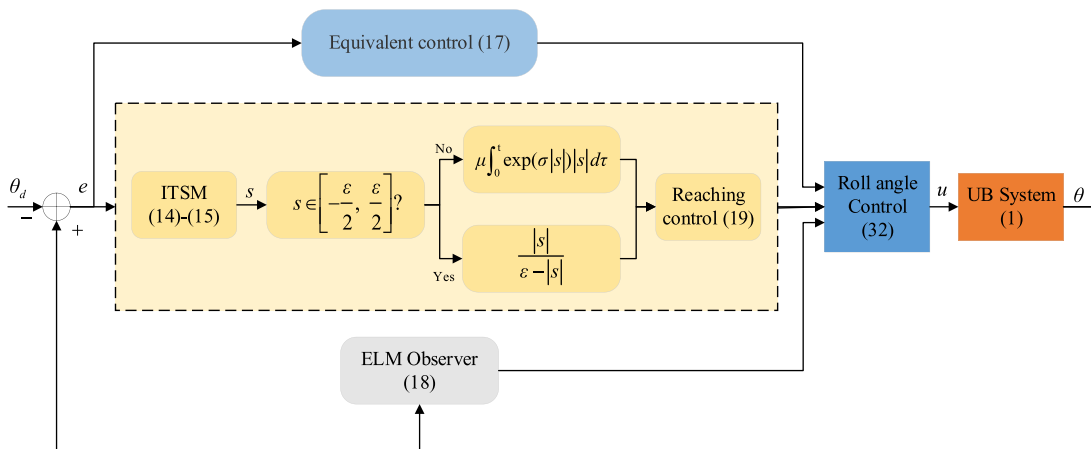 Equivalent control (17)
θ_d
−
+
e
ITSM
(14)-(15)
s
s ∈ [−ε/2, ε/2]?
No
μ∫₀ᵗ exp(σ|s|)|s|dτ
Yes
|s|
ε−|s|
Reaching
control (19)
Roll angle
Control
(32)
u
UB System
(1)
θ
ELM Observer
(18)